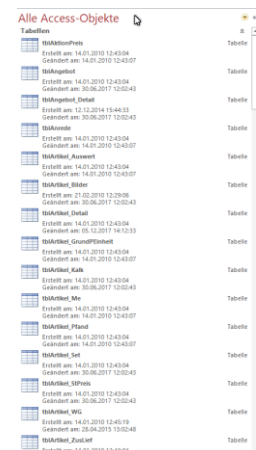 Alle Access-Objekte
Tabellen
tblAktionPreis Tabelle
Erstellt am: 14.01.2010 12:43:04
Geändert am: 14.01.2010 12:43:07
tblAngebot Tabelle
Erstellt am: 14.01.2010 12:43:04
Geändert am: 30.06.2017 12:02:43
tblAngebot_Detail Tabelle
Erstellt am: 12.12.2014 15:44:33
Geändert am: 30.06.2017 12:02:43
tblAnrede Tabelle
Erstellt am: 14.01.2010 12:43:04
Geändert am: 14.01.2010 12:43:07
tblArtikel_Auswert Tabelle
Erstellt am: 14.01.2010 12:43:04
Geändert am: 14.01.2010 12:43:07
tblArtikel_Bilder Tabelle
Erstellt am: 21.02.2010 12:29:06
Geändert am: 30.06.2017 12:02:43
tblArtikel_Detail Tabelle
Erstellt am: 14.01.2010 12:43:04
Geändert am: 05.12.2017 14:12:33
tblArtikel_GrundPEinheit Tabelle
Erstellt am: 14.01.2010 12:43:04
Geändert am: 14.01.2010 12:43:07
tblArtikel_Kalk Tabelle
Erstellt am: 14.01.2010 12:43:04
Geändert am: 30.06.2017 12:02:43
tblArtikel_Me Tabelle
Erstellt am: 14.01.2010 12:43:04
Geändert am: 14.01.2010 12:43:07
tblArtikel_Pfand Tabelle
Erstellt am: 14.01.2010 12:43:04
Geändert am: 14.01.2010 12:43:07
tblArtikel_Set Tabelle
Erstellt am: 14.01.2010 12:43:04
Geändert am: 30.06.2017 12:02:43
tblArtikel_StPreis Tabelle
Erstellt am: 14.01.2010 12:43:04
Geändert am: 30.06.2017 12:02:43
tblArtikel_WG Tabelle
Erstellt am: 14.01.2010 12:45:19
Geändert am: 28.04.2015 13:02:48
tblArtikel_ZusLief Tabelle